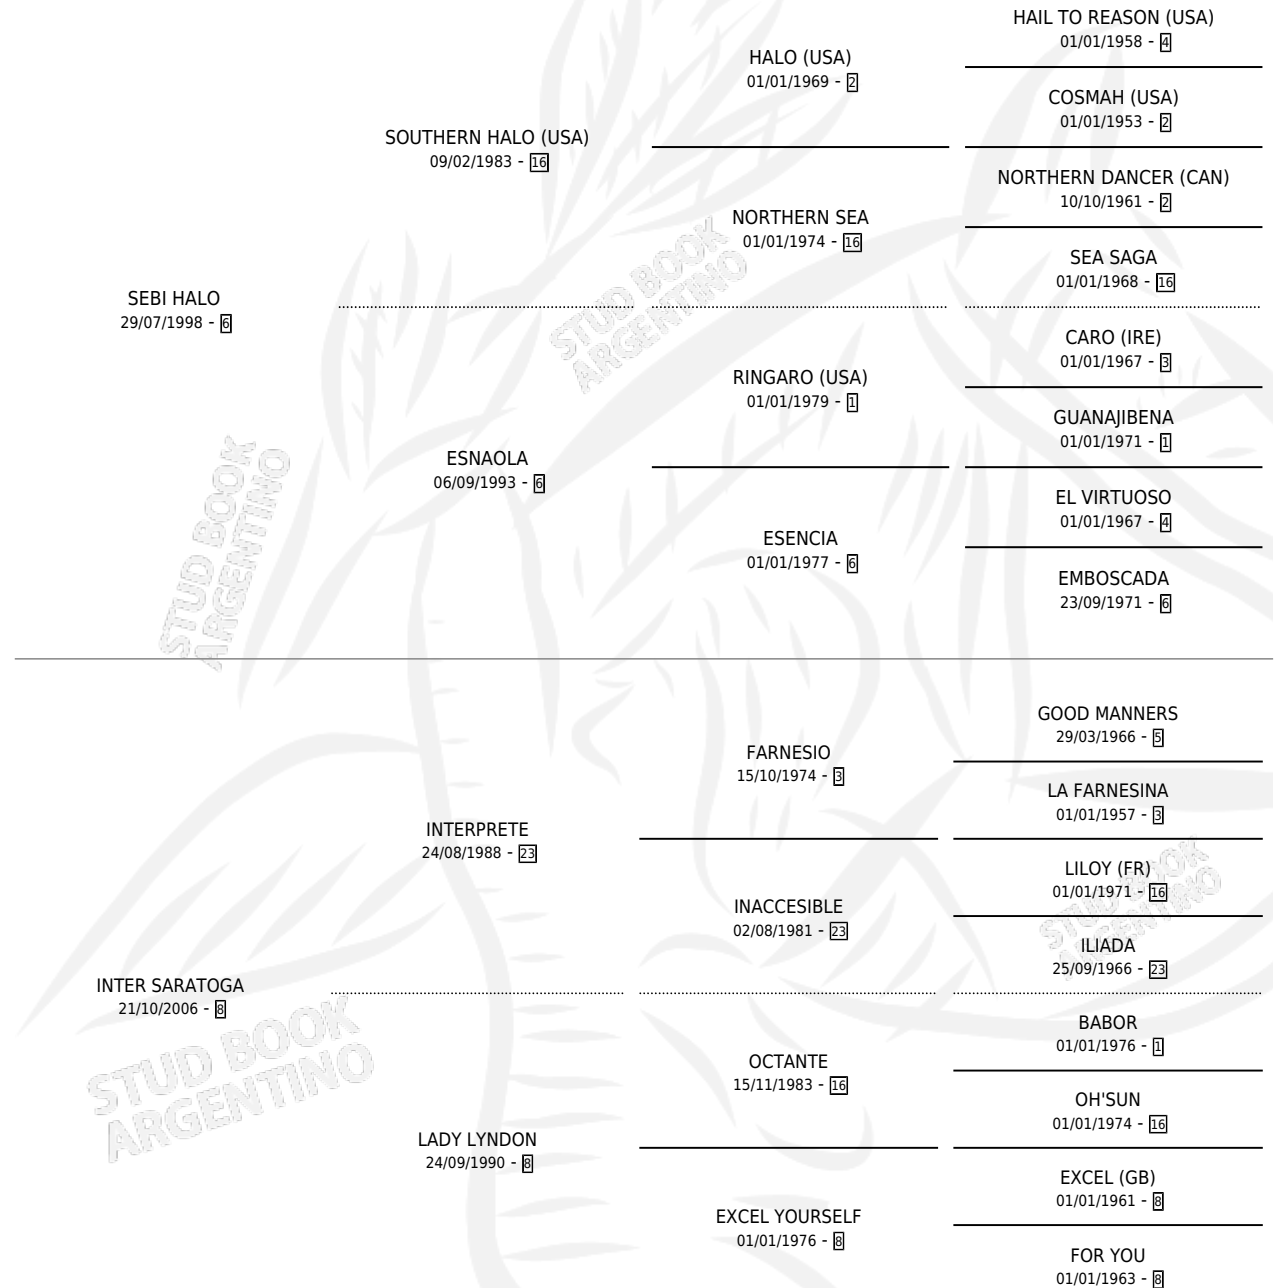 HAIL TO REASON (USA)
01/01/1958 - 4
HALO (USA)
01/01/1969 - 2
COSMAH (USA)
01/01/1953 - 2
SOUTHERN HALO (USA)
09/02/1983 - 16
NORTHERN DANCER (CAN)
10/10/1961 - 2
NORTHERN SEA
01/01/1974 - 16
SEA SAGA
01/01/1968 - 16
SEBI HALO
29/07/1998 - 6
CARO (IRE)
01/01/1967 - 3
RINGARO (USA)
01/01/1979 - 1
GUANAJIBENA
01/01/1971 - 1
ESNAOLA
06/09/1993 - 6
EL VIRTUOSO
01/01/1967 - 4
ESENCIA
01/01/1977 - 6
EMBOSCADA
23/09/1971 - 6
GOOD MANNERS
29/03/1966 - 5
FARNESIO
15/10/1974 - 3
LA FARNESINA
01/01/1957 - 3
INTERPRETE
24/08/1988 - 23
LILOY (FR)
01/01/1971 - 16
INACCESIBLE
02/08/1981 - 23
ILIADA
25/09/1966 - 23
INTER SARATOGA
21/10/2006 - 8
BABOR
01/01/1976 - 1
OCTANTE
15/11/1983 - 16
OH'SUN
01/01/1974 - 16
LADY LYNDON
24/09/1990 - 8
EXCEL (GB)
01/01/1961 - 8
EXCEL YOURSELF
01/01/1976 - 8
FOR YOU
01/01/1963 - 8
STUD BOOK
ARGENTINO
STUD BOOK
ARGENTINO
STUD BOOK
ARGENTINO
STUD BOOK
ARGENTINO